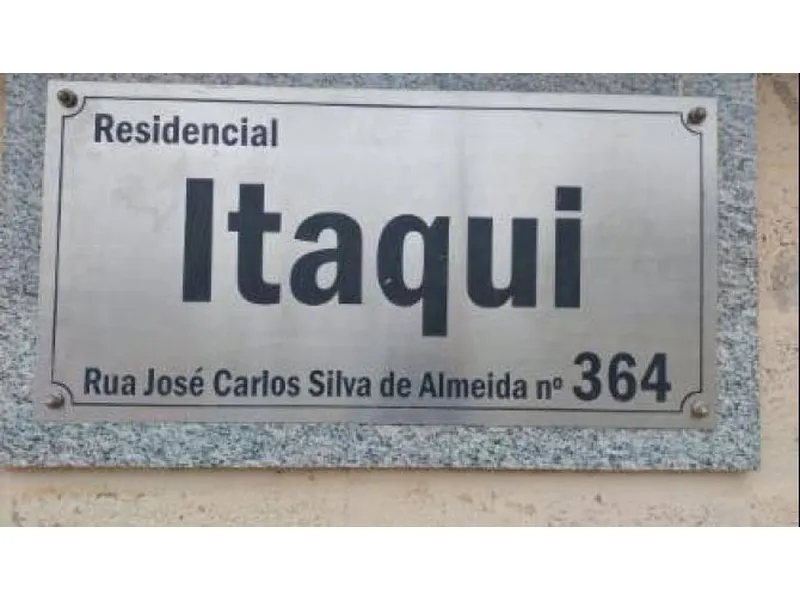 Residencial
Itaqui
Rua José Carlos Silva de Almeida nº 364